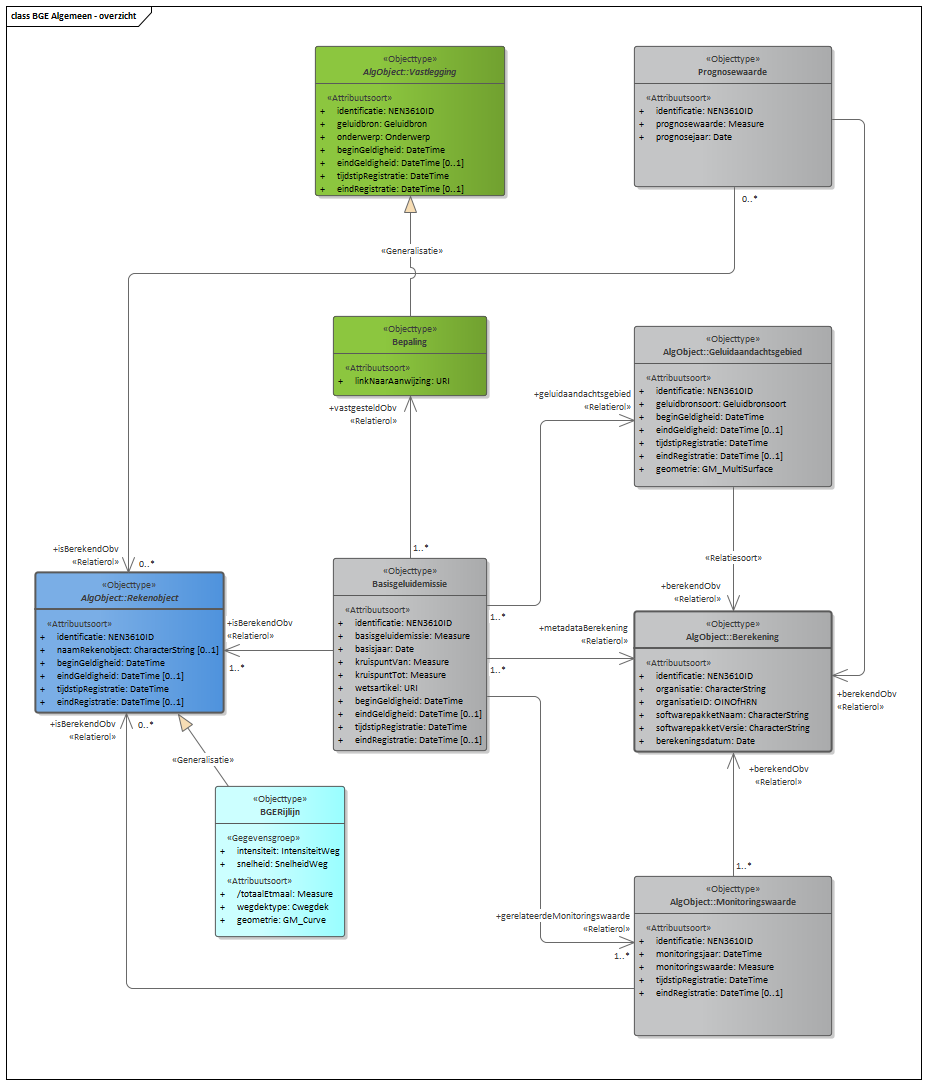 class BGE Algemeen - overzicht
«Objecttype»
AlgObject::Vastlegging
«Attribuutsoort»
+ identificatie: NEN3610ID
+ geluidbron: Geluidbron
+ onderwerp: Onderwerp
+ beginGeldigheid: DateTime
+ eindGeldigheid: DateTime [0..1]
+ tijdstipRegistratie: DateTime
+ eindRegistratie: DateTime [0..1]
«Objecttype»
Prognosewaarde
«Attribuutsoort»
+ identificatie: NEN3610ID
+ prognosewaarde: Measure
+ prognosejaar: Date
0..*
«Generalisatie»
«Objecttype»
Bepaling
«Attribuutsoort»
+ linkNaarAanwijzing: URI
+vastgesteldObv
«Relatierol»
«Objecttype»
AlgObject::Geluidaandachtsgebied
«Attribuutsoort»
+ identificatie: NEN3610ID
+ geluidbronsoort: Geluidbronsoort
+ beginGeldigheid: DateTime
+ eindGeldigheid: DateTime [0..1]
+ tijdstipRegistratie: DateTime
+ eindRegistratie: DateTime [0..1]
+ geometrie: GM_MultiSurface
+geluidaandachtsgebied
«Relatierol»
1..*
+isBerekendObv
«Relatierol»
0..*
«Relatiesoort»
+berekendObv
«Relatierol»
«Objecttype»
AlgObject::Rekenobject
«Attribuutsoort»
+ identificatie: NEN3610ID
+ naamRekenobject: CharacterString [0..1]
+ beginGeldigheid: DateTime
+ eindGeldigheid: DateTime [0..1]
+ tijdstipRegistratie: DateTime
+ eindRegistratie: DateTime [0..1]
+isBerekendObv
«Relatierol»
1..*
«Objecttype»
Basisgeluidemissie
«Attribuutsoort»
+ identificatie: NEN3610ID
+ basisgeluidemissie: Measure
+ basisjaar: Date
+ kruispuntVan: Measure
+ kruispuntTot: Measure
+ wetsartikel: URI
+ beginGeldigheid: DateTime
+ eindGeldigheid: DateTime [0..1]
+ tijdstipRegistratie: DateTime
+ eindRegistratie: DateTime [0..1]
1..*
+metadataBerekening
«Relatierol»
1..*
«Objecttype»
AlgObject::Berekening
«Attribuutsoort»
+ identificatie: NEN3610ID
+ organisatie: CharacterString
+ organisatieID: OINOfHRN
+ softwarepakketNaam: CharacterString
+ softwarepakketVersie: CharacterString
+ berekeningsdatum: Date
+berekendObv
«Relatierol»
+isBerekendObv
«Relatierol»
0..*
«Generalisatie»
+berekendObv
«Relatierol»
«Objecttype»
BGERijlijn
«Gegevensgroep»
+ intensiteit: IntensiteitWeg
+ snelheid: SnelheidWeg
«Attribuutsoort»
+ /totaalEtmaal: Measure
+ wegdektype: Cwegdek
+ geometrie: GM_Curve
1..*
+gerelateerdeMonitoringswaarde
«Relatierol»
1..*
«Objecttype»
AlgObject::Monitoringswaarde
«Attribuutsoort»
+ identificatie: NEN3610ID
+ monitoringsjaar: DateTime
+ monitoringswaarde: Measure
+ tijdstipRegistratie: DateTime
+ eindRegistratie: DateTime [0..1]